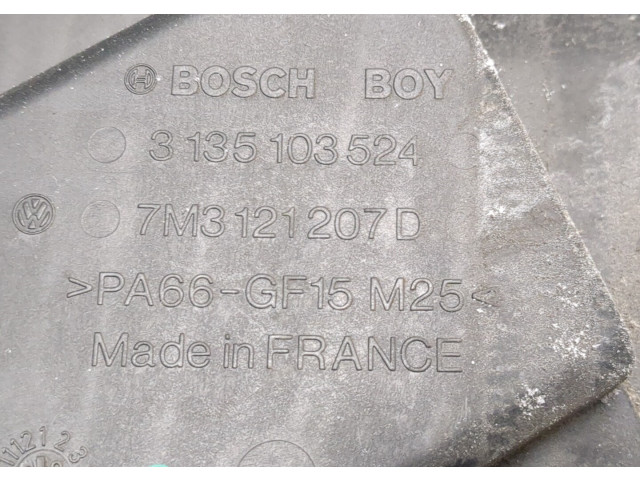 BOSCH BOY
3 135 103 524
7M3 121 207 D
>PA66-GF15 M25<
Made in FRANCE